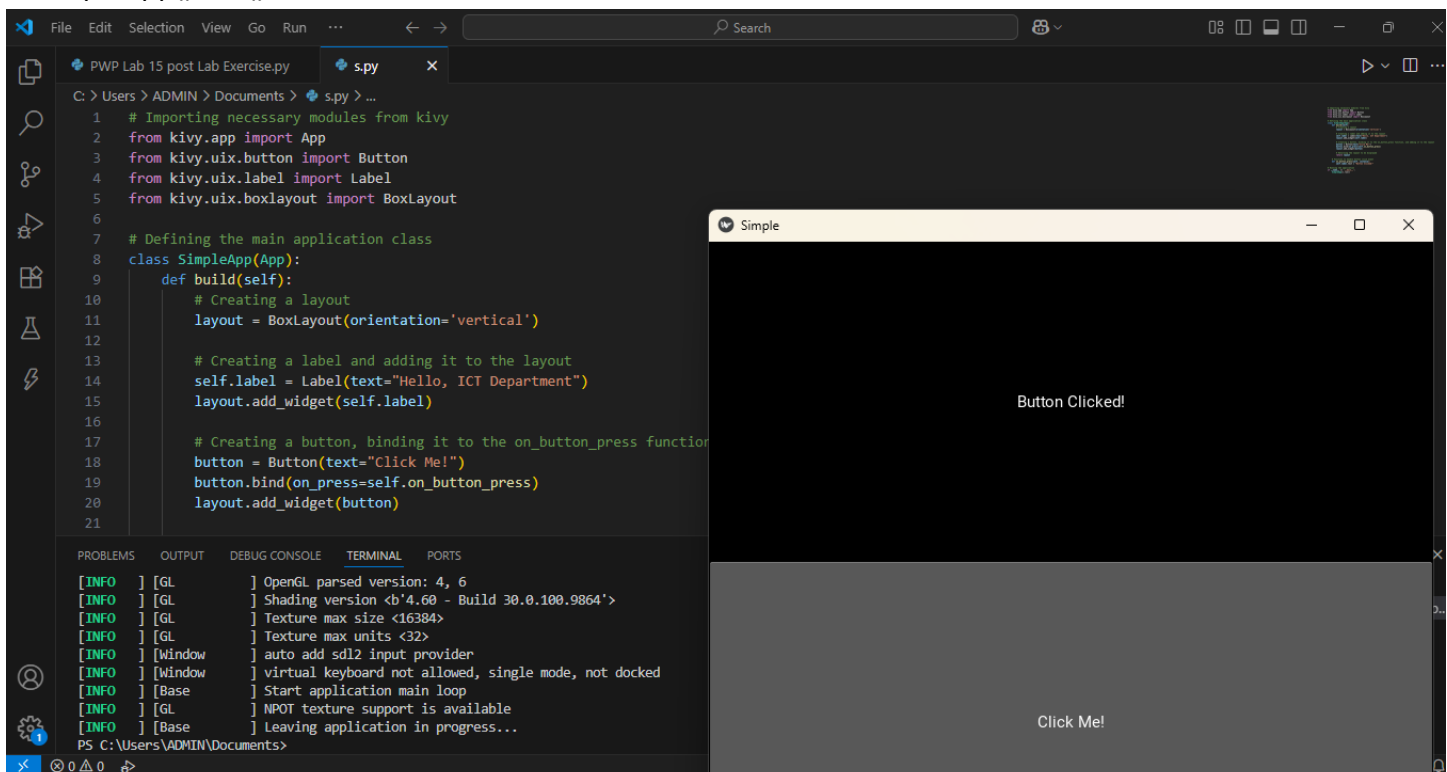 File Edit Selection View Go Run ... Search
PWP Lab 15 post Lab Exercise.py s.py
C: > Users > ADMIN > Documents > s.py > ...
1 # Importing necessary modules from kivy
2 from kivy.app import App
3 from kivy.uix.button import Button
4 from kivy.uix.label import Label
5 from kivy.uix.boxlayout import BoxLayout
6
7 # Defining the main application class
8 class SimpleApp(App):
9 def build(self):
10 # Creating a layout
11 layout = BoxLayout(orientation='vertical')
12
13 # Creating a label and adding it to the layout
14 self.label = Label(text="Hello, ICT Department")
15 layout.add_widget(self.label)
16
17 # Creating a button, binding it to the on_button_press function
18 button = Button(text="Click Me!")
19 button.bind(on_press=self.on_button_press)
20 layout.add_widget(button)
21
PROBLEMS OUTPUT DEBUG CONSOLE TERMINAL PORTS
[INFO ] [GL ] OpenGL parsed version: 4, 6
[INFO ] [GL ] Shading version <b'4.60 - Build 30.0.100.9864'>
[INFO ] [GL ] Texture max size <16384>
[INFO ] [GL ] Texture max units <32>
[INFO ] [Window ] auto add sdl2 input provider
[INFO ] [Window ] virtual keyboard not allowed, single mode, not docked
[INFO ] [Base ] Start application main loop
[INFO ] [GL ] NPOT texture support is available
[INFO ] [Base ] Leaving application in progress...
PS C:\Users\ADMIN\Documents>
1
0 0 0
Simple
Button Clicked!
Click Me!